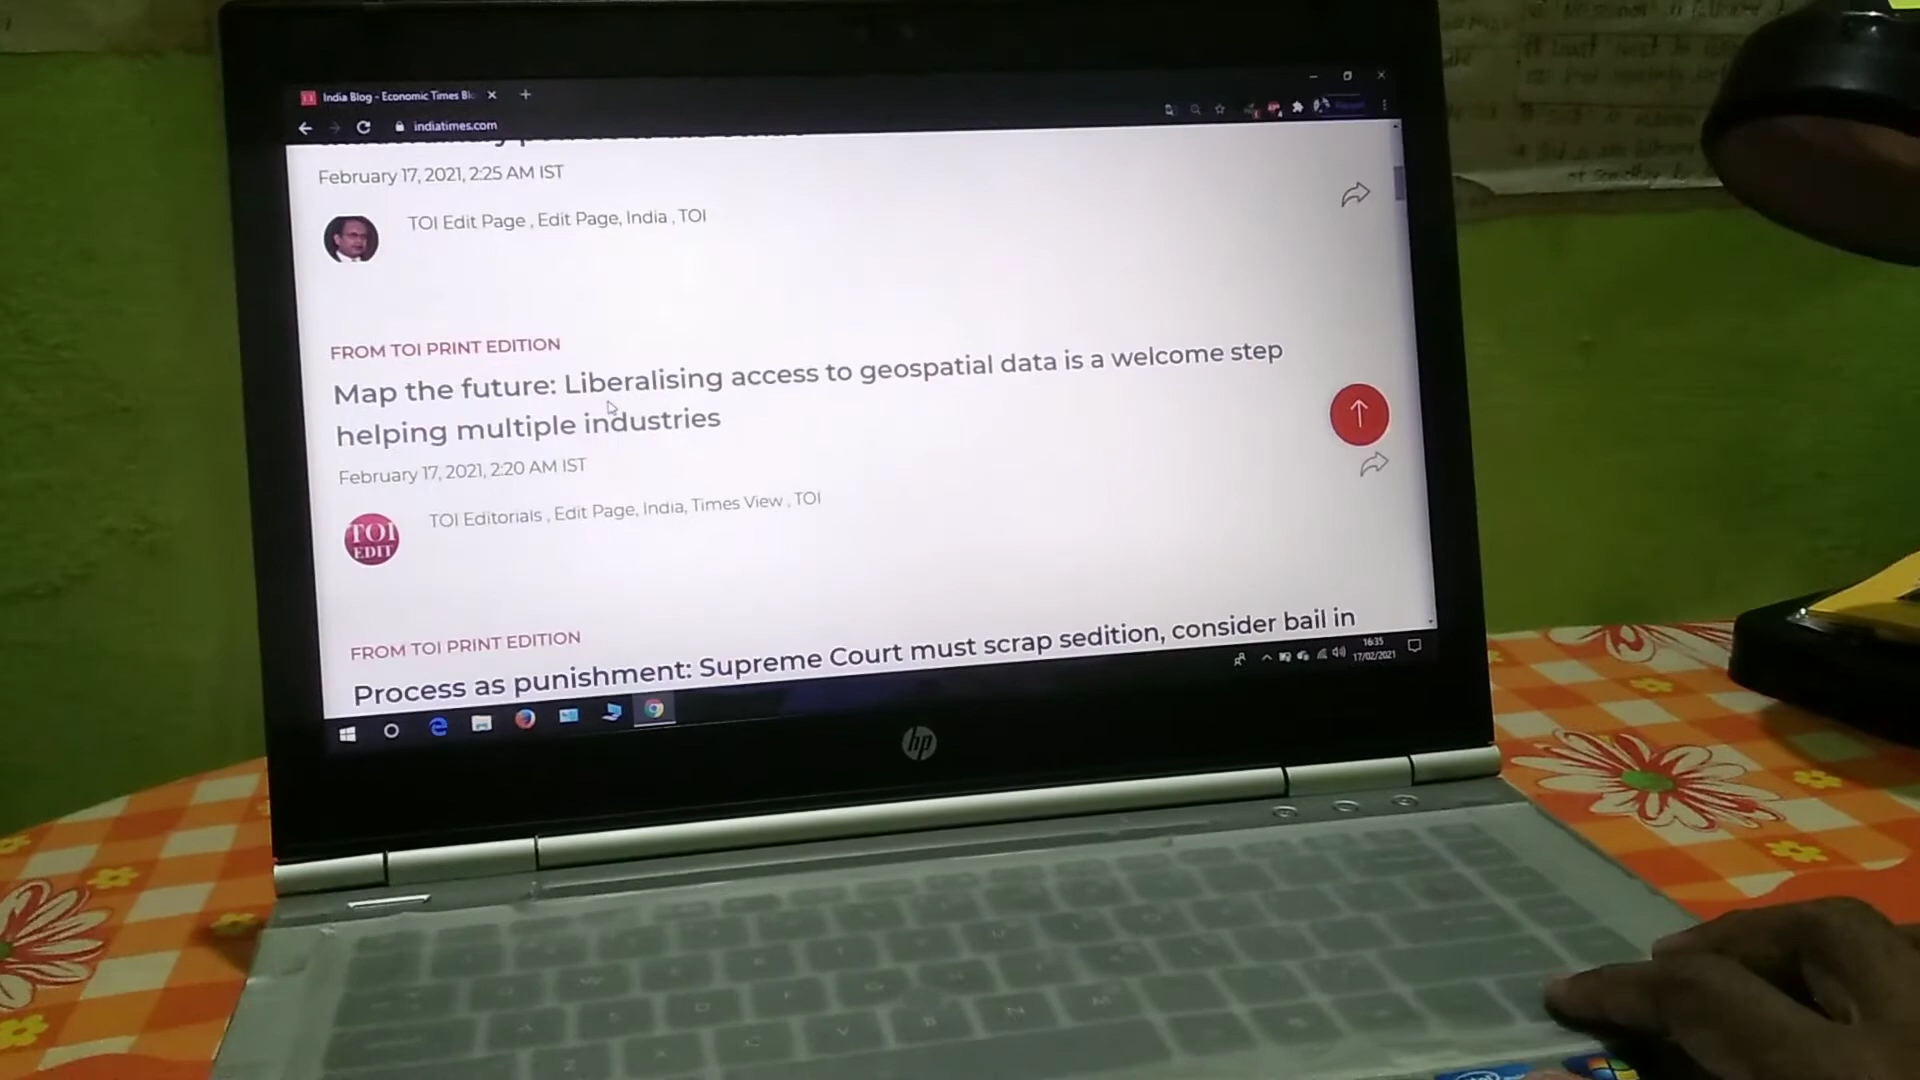 India Blog - Economic Times Bl
indiatimes.com
February 17, 2021, 2:25 AM IST
TOI Edit Page , Edit Page, India , TOI
FROM TOI PRINT EDITION
Map the future: Liberalising access to geospatial data is a welcome step
helping multiple industries
February 17, 2021, 2:20 AM IST
TOI
EDIT
TOI Editorials , Edit Page, India, Times View , TOI
FROM TOI PRINT EDITION
Process as punishment: Supreme Court must scrap sedition, consider bail in
16:35
17/02/2021
hp